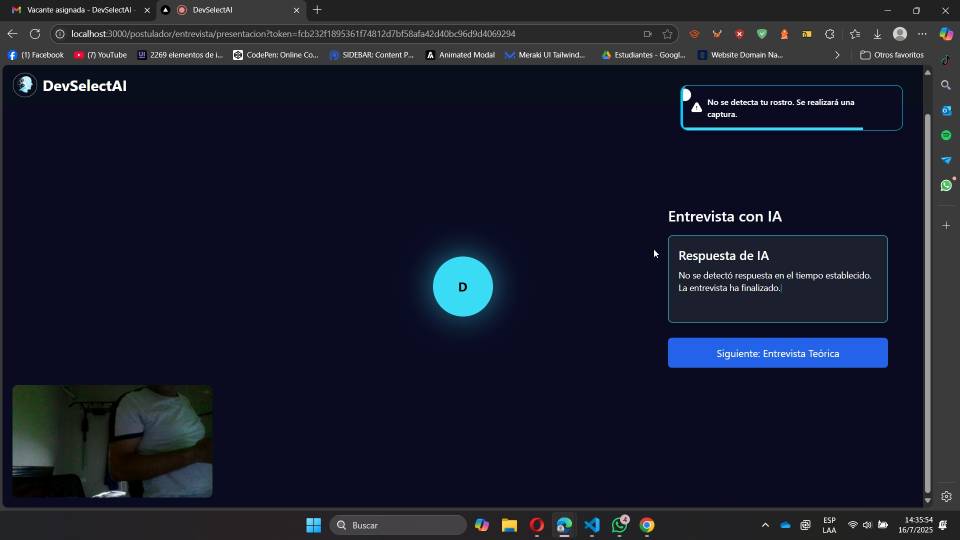 Vacante asignada - DevSelectAI -
DevSelectAI
localhost:3000/postulador/entrevista/presentacion?token=fcb232f1895361f74812d7bf58afa42d40bc96d9d4069294
(1) Facebook
(7) YouTube
2269 elementos de i...
CodePen: Online Co...
SIDEBAR: Content P...
Animated Modal
Meraki UI Tailwind...
Estudiantes - Googl...
Website Domain Na...
Otros favoritos
DevSelectAI
No se detecta tu rostro. Se realizará una
captura.
Entrevista con IA
Respuesta de IA
No se detectó respuesta en el tiempo establecido.
La entrevista ha finalizado.
D
Siguiente: Entrevista Teórica
Buscar
4
ESP
LAA
14:35:54
16/7/2025